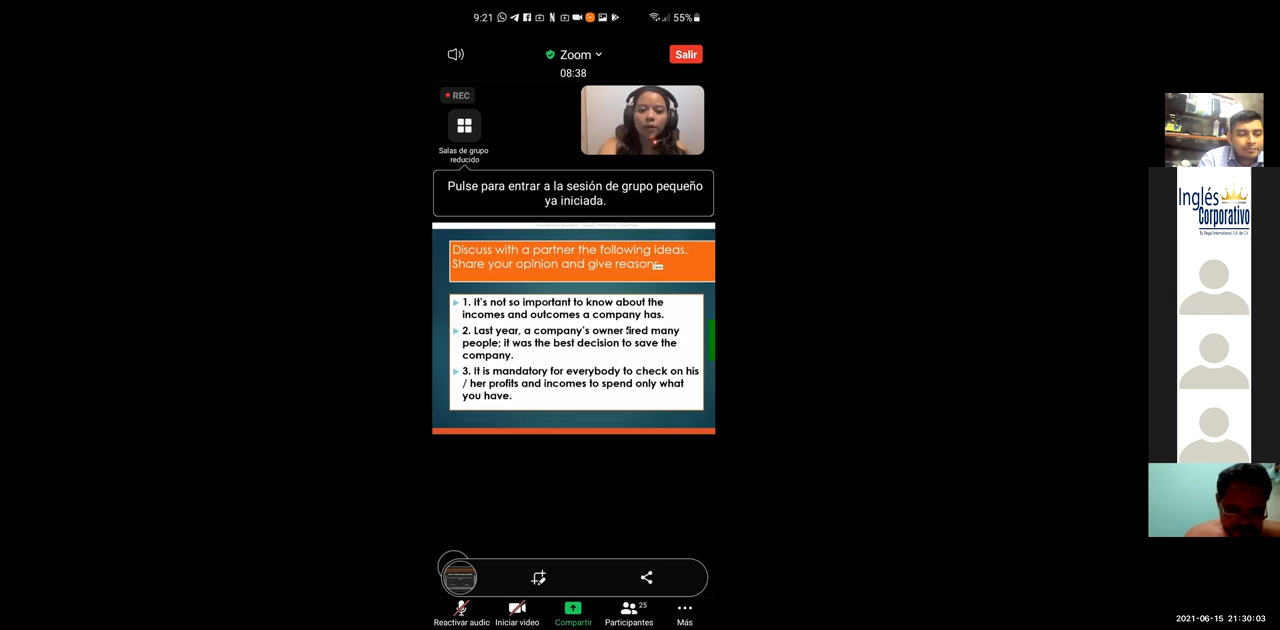 9:21
55%
Zoom
Salir
08:38
REC
Salas de grupo
reducido
Pulse para entrar a la sesión de grupo pequeño
ya iniciada.
Discuss with a partner the following ideas.
Share your opinion and give reasons
1. It's not so important to know about the
incomes and outcomes a company has.
2. Last year, a company's owner fired many
people; it was the best decision to save the
company.
3. It is mandatory for everybody to check on his
/ her profits and incomes to spend only what
you have.
Reactivar audio
Iniciar video
Compartir
25
Participantes
Más
Inglés
Corporativo
By Regal International, S.A. de C.V.
2021-06-15 21:30:03